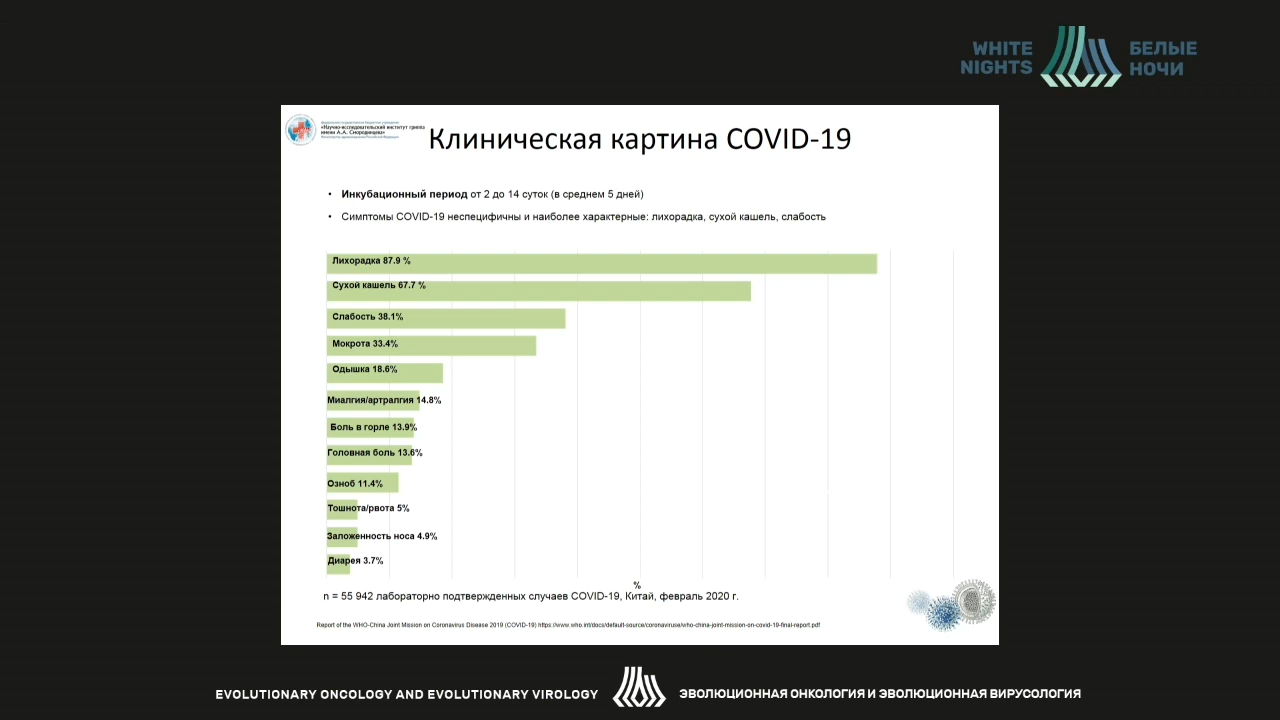 WHITE NIGHTS
БЕЛЫЕ НОЧИ
«Научно-исследовательский институт гриппа
имени А.А. Смородинцева»
Клиническая картина COVID-19
• Инкубационный период от 2 до 14 суток (в среднем 5 дней)
• Симптомы COVID-19 неспецифичны и наиболее характерные: лихорадка, сухой кашель, слабость
Лихорадка 87.9 %
Сухой кашель 67.7 %
Слабость 38.1%
Мокрота 33.4%
Одышка 18.6%
Миалгия/артралгия 14.8%
Боль в горле 13.9%
Головная боль 13.6%
Озноб 11.4%
Тошнота/рвота 5%
Заложенность носа 4.9%
Диарея 3.7%
%
n = 55 942 лабораторно подтвержденных случаев COVID-19, Китай, февраль 2020 г.
Report of the WHO-China Joint Mission on Coronavirus Disease 2019 (COVID-19) https://www.who.int/docs/default-source/coronaviruse/who-china-joint-mission-on-covid-19-final-report.pdf
EVOLUTIONARY ONCOLOGY AND EVOLUTIONARY VIROLOGY
ЭВОЛЮЦИОННАЯ ОНКОЛОГИЯ И ЭВОЛЮЦИОННАЯ ВИРУСОЛОГИЯ